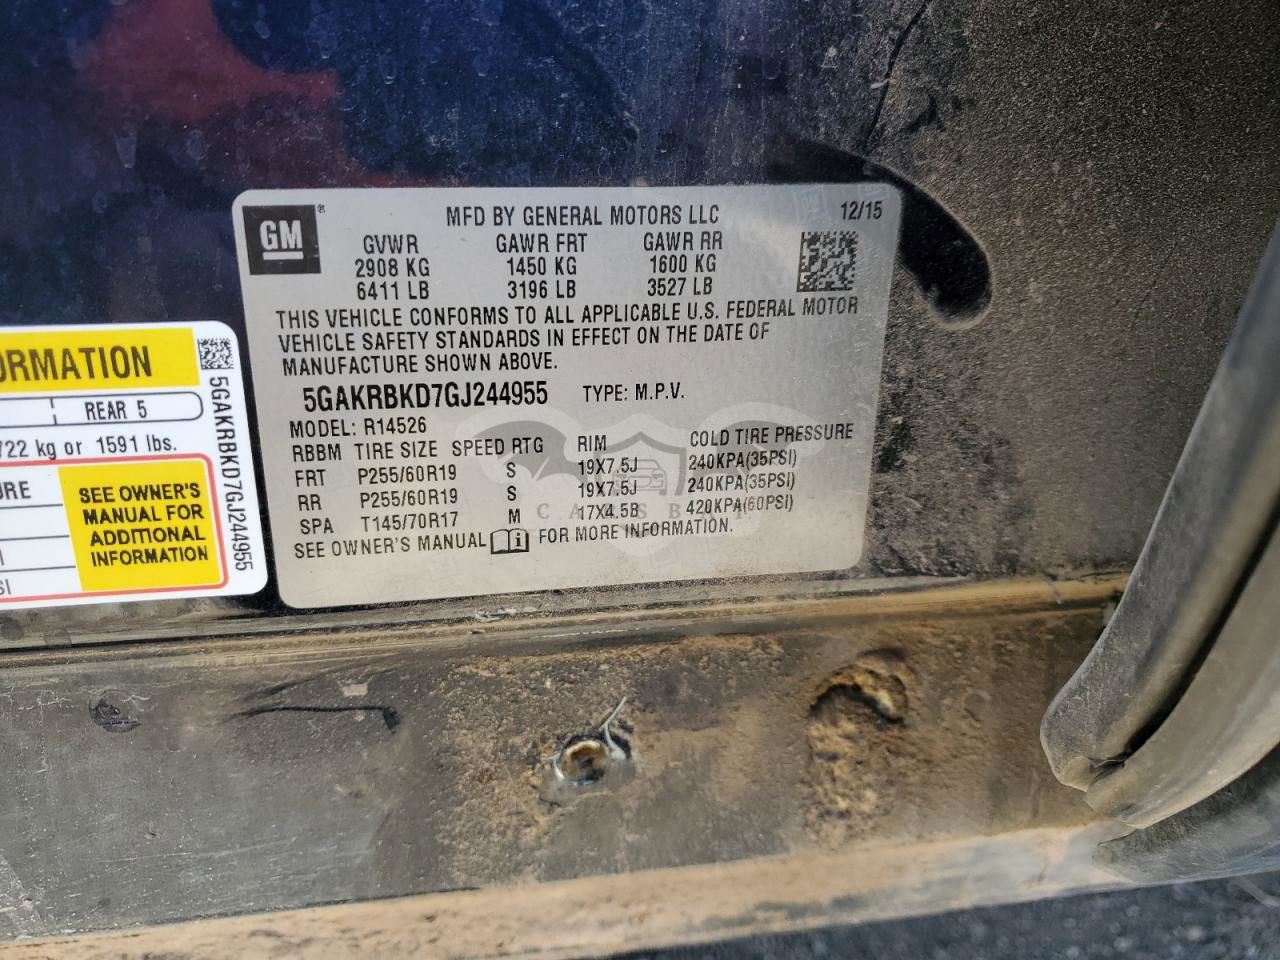 GM ®
MFD BY GENERAL MOTORS LLC
12/15
GVWR GAWR FRT GAWR RR
2908 KG 1450 KG 1600 KG
6411 LB 3196 LB 3527 LB
THIS VEHICLE CONFORMS TO ALL APPLICABLE U.S. FEDERAL MOTOR
VEHICLE SAFETY STANDARDS IN EFFECT ON THE DATE OF
MANUFACTURE SHOWN ABOVE.
5GAKRBKD7GJ244955 TYPE: M.P.V.
MODEL: R14526
RBBM TIRE SIZE SPEED RTG RIM COLD TIRE PRESSURE
FRT P255/60R19 S 19X7.5J 240KPA(35PSI)
RR P255/60R19 S 19X7.5J 240KPA(35PSI)
SPA T145/70R17 M 17X4.5B 420KPA(60PSI)
SEE OWNER'S MANUAL i FOR MORE INFORMATION.
ORMATION
REAR 5
722 kg or 1591 lbs.
URE
SEE OWNER'S
MANUAL FOR
ADDITIONAL
INFORMATION
SI
5GAKRBKD7GJ244955